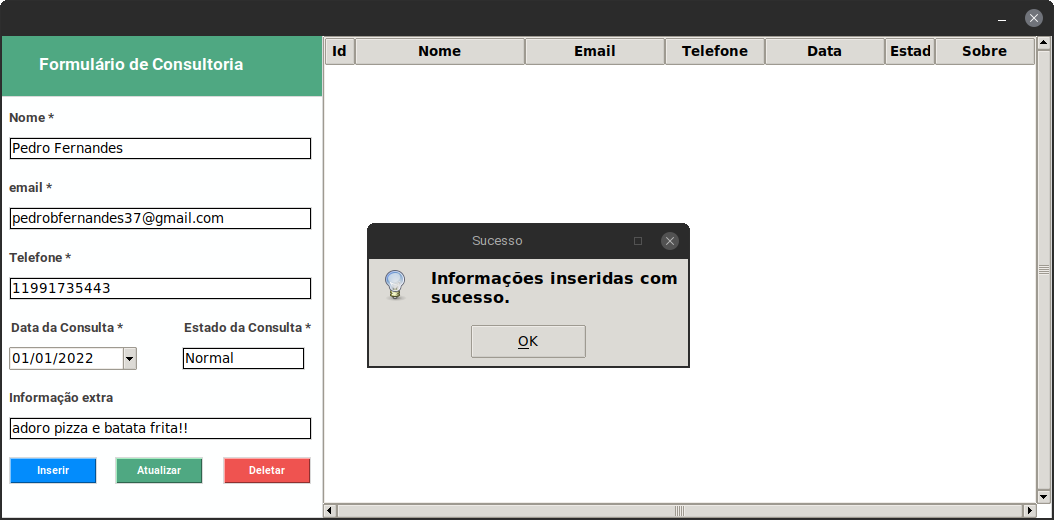 Formulário de Consultoria
Id Nome Email Telefone Data Estad Sobre
Nome *
Pedro Fernandes
email *
pedrobfernandes37@gmail.com
Telefone *
11991735443
Data da Consulta * Estado da Consulta *
01/01/2022 Normal
Informação extra
adoro pizza e batata frita!!
Inserir Atualizar Deletar
Sucesso
Informações inseridas com
sucesso.
OK